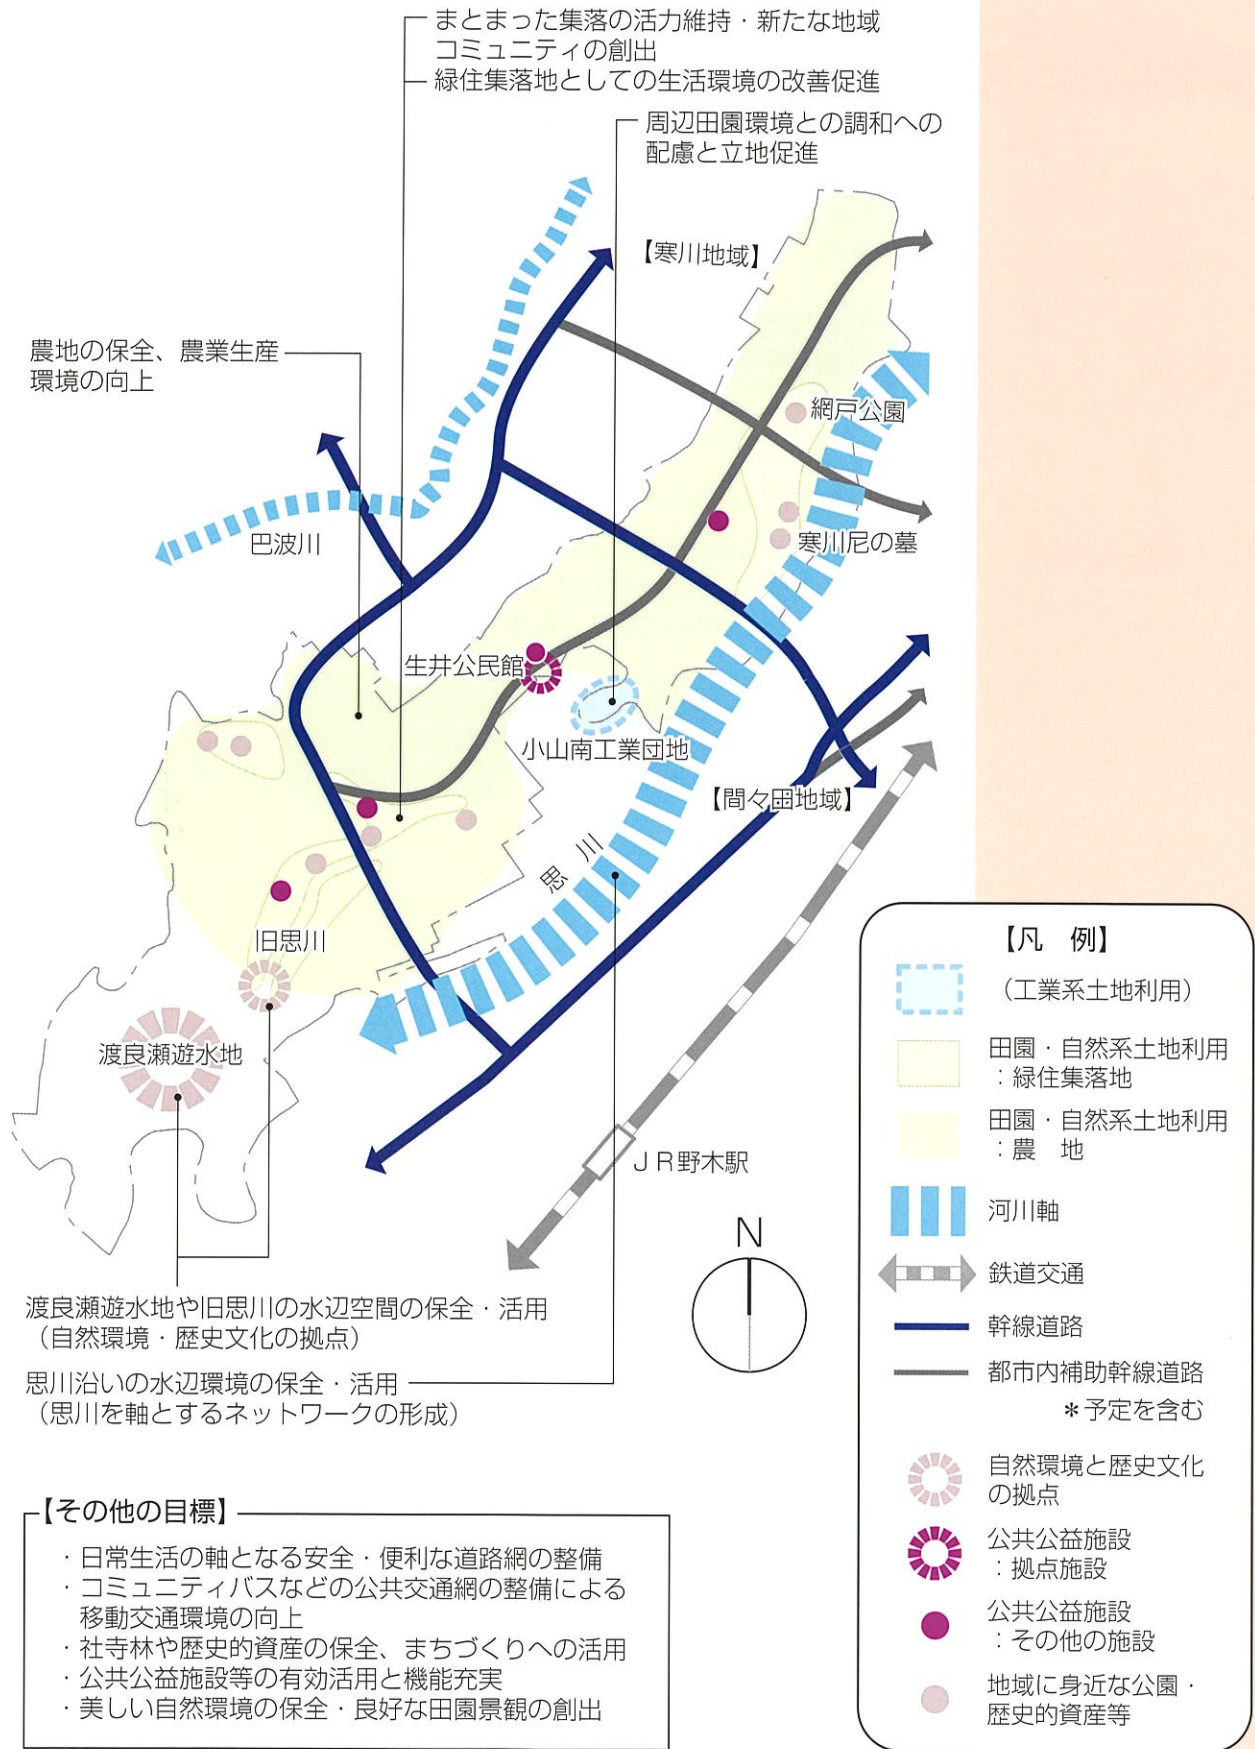 まとまった集落の活力維持・新たな地域
コミュニティの創出
緑住集落地としての生活環境の改善促進
周辺田園環境との調和への
配慮と立地促進
【寒川地域】
農地の保全、農業生産
環境の向上
網戸公園
巴波川
寒川尼の墓
生井公民館
小山南工業団地
【間々田地域】
思川
旧思川
渡良瀬遊水地
JR野木駅
N
渡良瀬遊水地や旧思川の水辺空間の保全・活用
（自然環境・歴史文化の拠点）
思川沿いの水辺環境の保全・活用
（思川を軸とするネットワークの形成）
【その他の目標】
・日常生活の軸となる安全・便利な道路網の整備
・コミュニティバスなどの公共交通網の整備による
移動交通環境の向上
・社寺林や歴史的資産の保全、まちづくりへの活用
・公共公益施設等の有効活用と機能充実
・美しい自然環境の保全・良好な田園景観の創出
【凡　例】
（工業系土地利用）
田園・自然系土地利用
：緑住集落地
田園・自然系土地利用
：農　地
河川軸
鉄道交通
幹線道路
都市内補助幹線道路
＊予定を含む
自然環境と歴史文化
の拠点
公共公益施設
：拠点施設
公共公益施設
：その他の施設
地域に身近な公園・
歴史的資産等